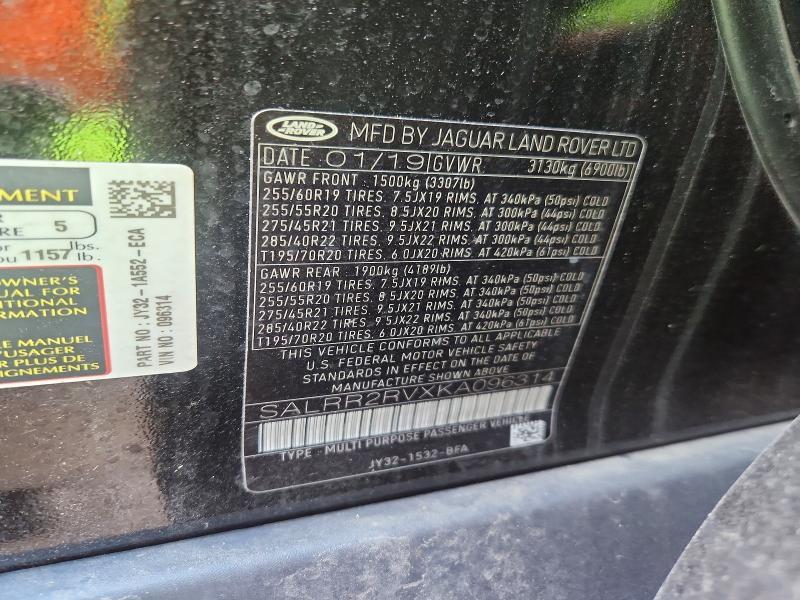 MENT
R
RE 5
or lbs.
ou 1157 lb.
OWNER'S
UAL FOR
ITIONAL
ORMATION
LE MANUEL
'USAGER
R PLUS DE
IGNEMENTS
PART NO : JY32-1A552-ECA
VIN NO : 096314
LAND ROVER MFD BY JAGUAR LAND ROVER LTD
DATE 01/19 GVWR 3130kg (6900lb)
GAWR FRONT : 1500kg (3307lb)
255/60R19 TIRES. 7.5JX19 RIMS. AT 340kPa (50psi) COLD
255/55R20 TIRES. 8.5JX20 RIMS. AT 300kPa (44psi) COLD
275/45R21 TIRES. 9.5JX21 RIMS. AT 300kPa (44psi) COLD
285/40R22 TIRES. 9.5JX22 RIMS. AT 300kPa (44psi) COLD
T195/70R20 TIRES. 6.0JX20 RIMS. AT 420kPa (61psi) COLD
GAWR REAR : 1900kg (4189lb)
255/60R19 TIRES. 7.5JX19 RIMS. AT 340kPa (50psi) COLD
255/55R20 TIRES. 8.5JX20 RIMS. AT 340kPa (50psi) COLD
275/45R21 TIRES. 9.5JX21 RIMS. AT 340kPa (50psi) COLD
285/40R22 TIRES. 9.5JX22 RIMS. AT 340kPa (50psi) COLD
T195/70R20 TIRES. 6.0JX20 RIMS. AT 420kPa (61psi) COLD
THIS VEHICLE CONFORMS TO ALL APPLICABLE
U.S. FEDERAL MOTOR VEHICLE SAFETY
STANDARDS IN EFFECT ON THE DATE OF
MANUFACTURE SHOWN ABOVE
SALRR2RVXKA096314
TYPE : MULTI PURPOSE PASSENGER VEHICLE
JY32-1532-BFA